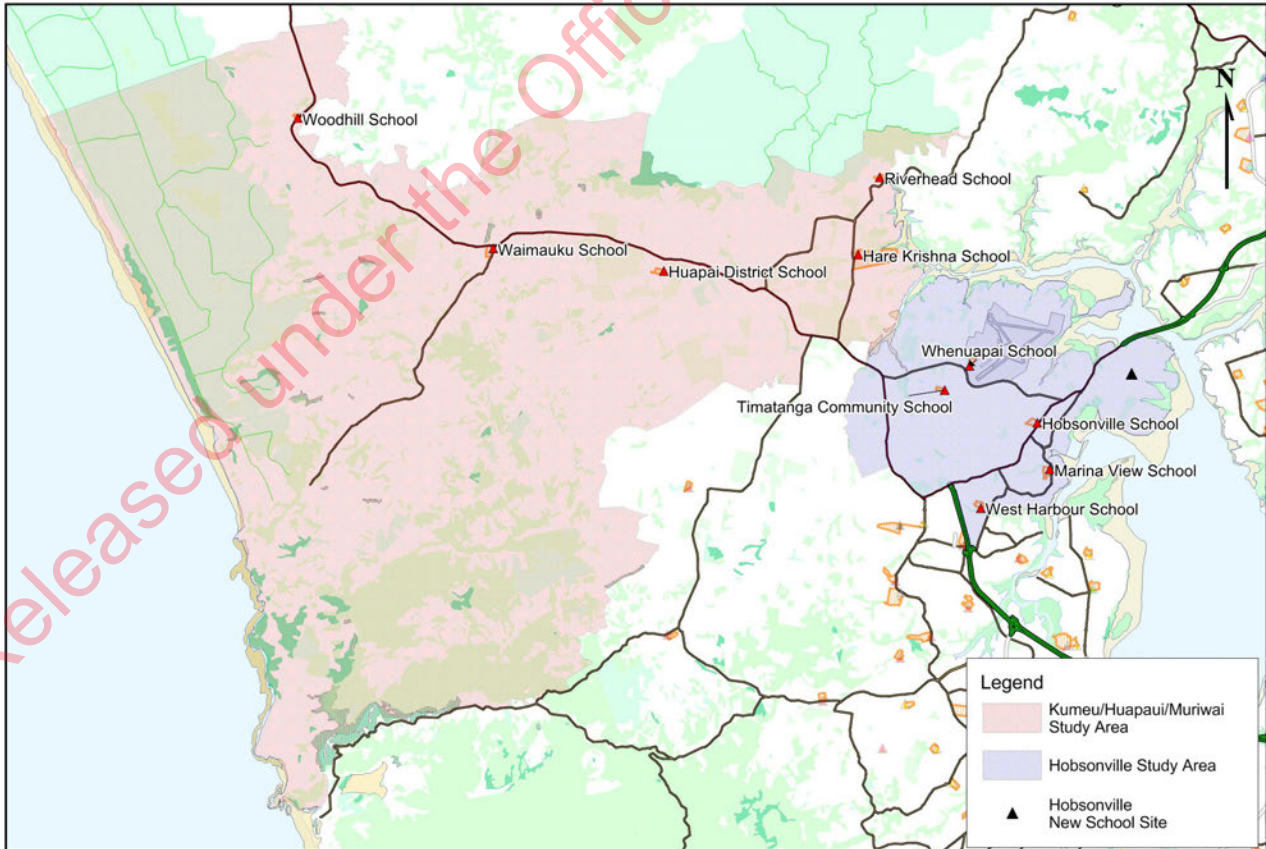 Released under the Offic
N
Woodhill School
Riverhead School
Waimauku School
Hare Krishna School
Huapai District School
Whenuapai School
Timatanga Community School
Hobsonville School
Marina View School
West Harbour School
Legend
Kumeu/Huapaui/Muriwai
Study Area
Hobsonville Study Area
Hobsonville
New School Site